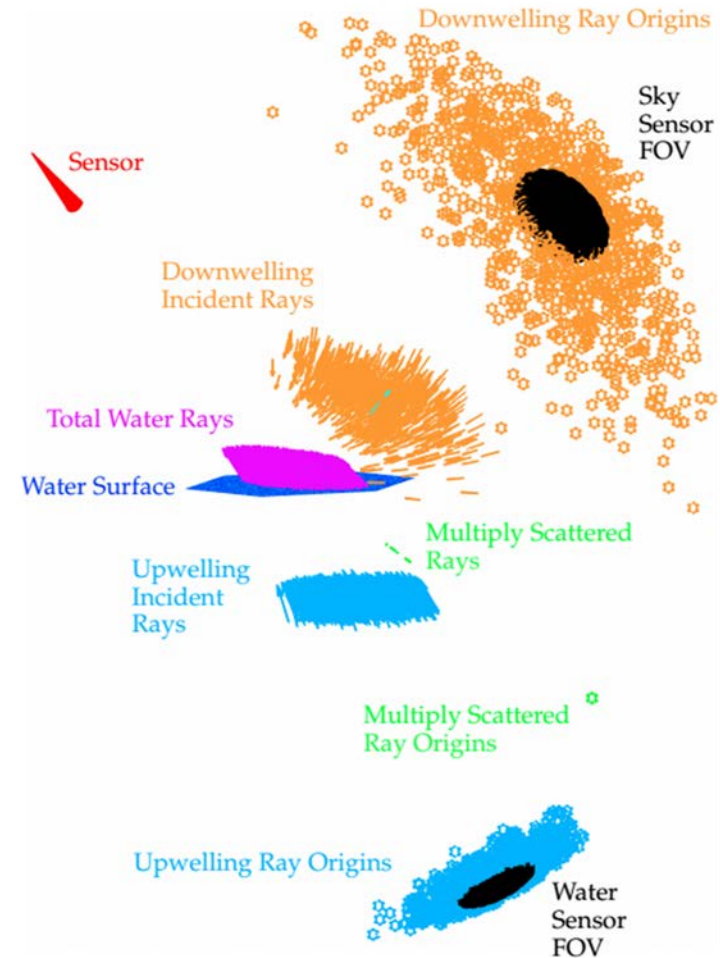 Downwelling Ray Origins
Sky
Sensor
FOV
Sensor
Downwelling
Incident Rays
Total Water Rays
Water Surface
Multiply Scattered
Rays
Upwelling
Incident
Rays
Multiply Scattered
Ray Origins
Upwelling Ray Origins
Water
Sensor
FOV